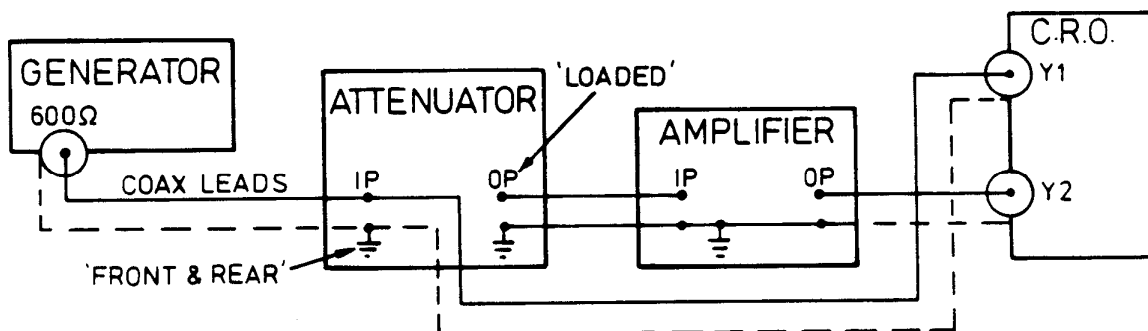 GENERATOR
600Ω
COAX LEADS
ATTENUATOR
IP
OP
'LOADED'
'FRONT & REAR'
AMPLIFIER
IP
OP
C.R.O.
Y1
Y2